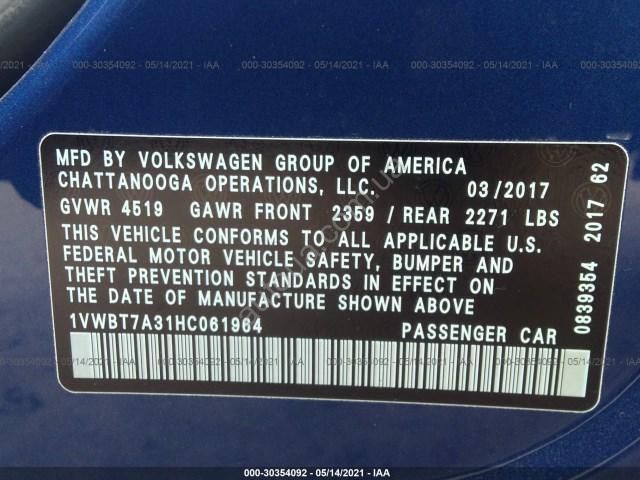 000-30354092 - 05/14/2021 - IAA
MFD BY VOLKSWAGEN GROUP OF AMERICA
CHATTANOOGA OPERATIONS, LLC. 03/2017
GVWR 4519 GAWR FRONT 2359 / REAR 2271 LBS
THIS VEHICLE CONFORMS TO ALL APPLICABLE U.S.
FEDERAL MOTOR VEHICLE SAFETY, BUMPER AND
THEFT PREVENTION STANDARDS IN EFFECT ON
THE DATE OF MANUFACTURE SHOWN ABOVE
1VWBT7A31HC061964 PASSENGER CAR
0839354 2017 62
000-30354092 - 05/14/2021 - IAA